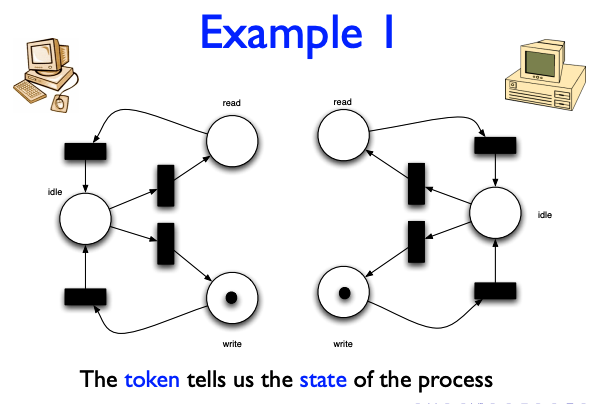 Example 1
read
read
idle
idle
write
write
The token tells us the state of the process